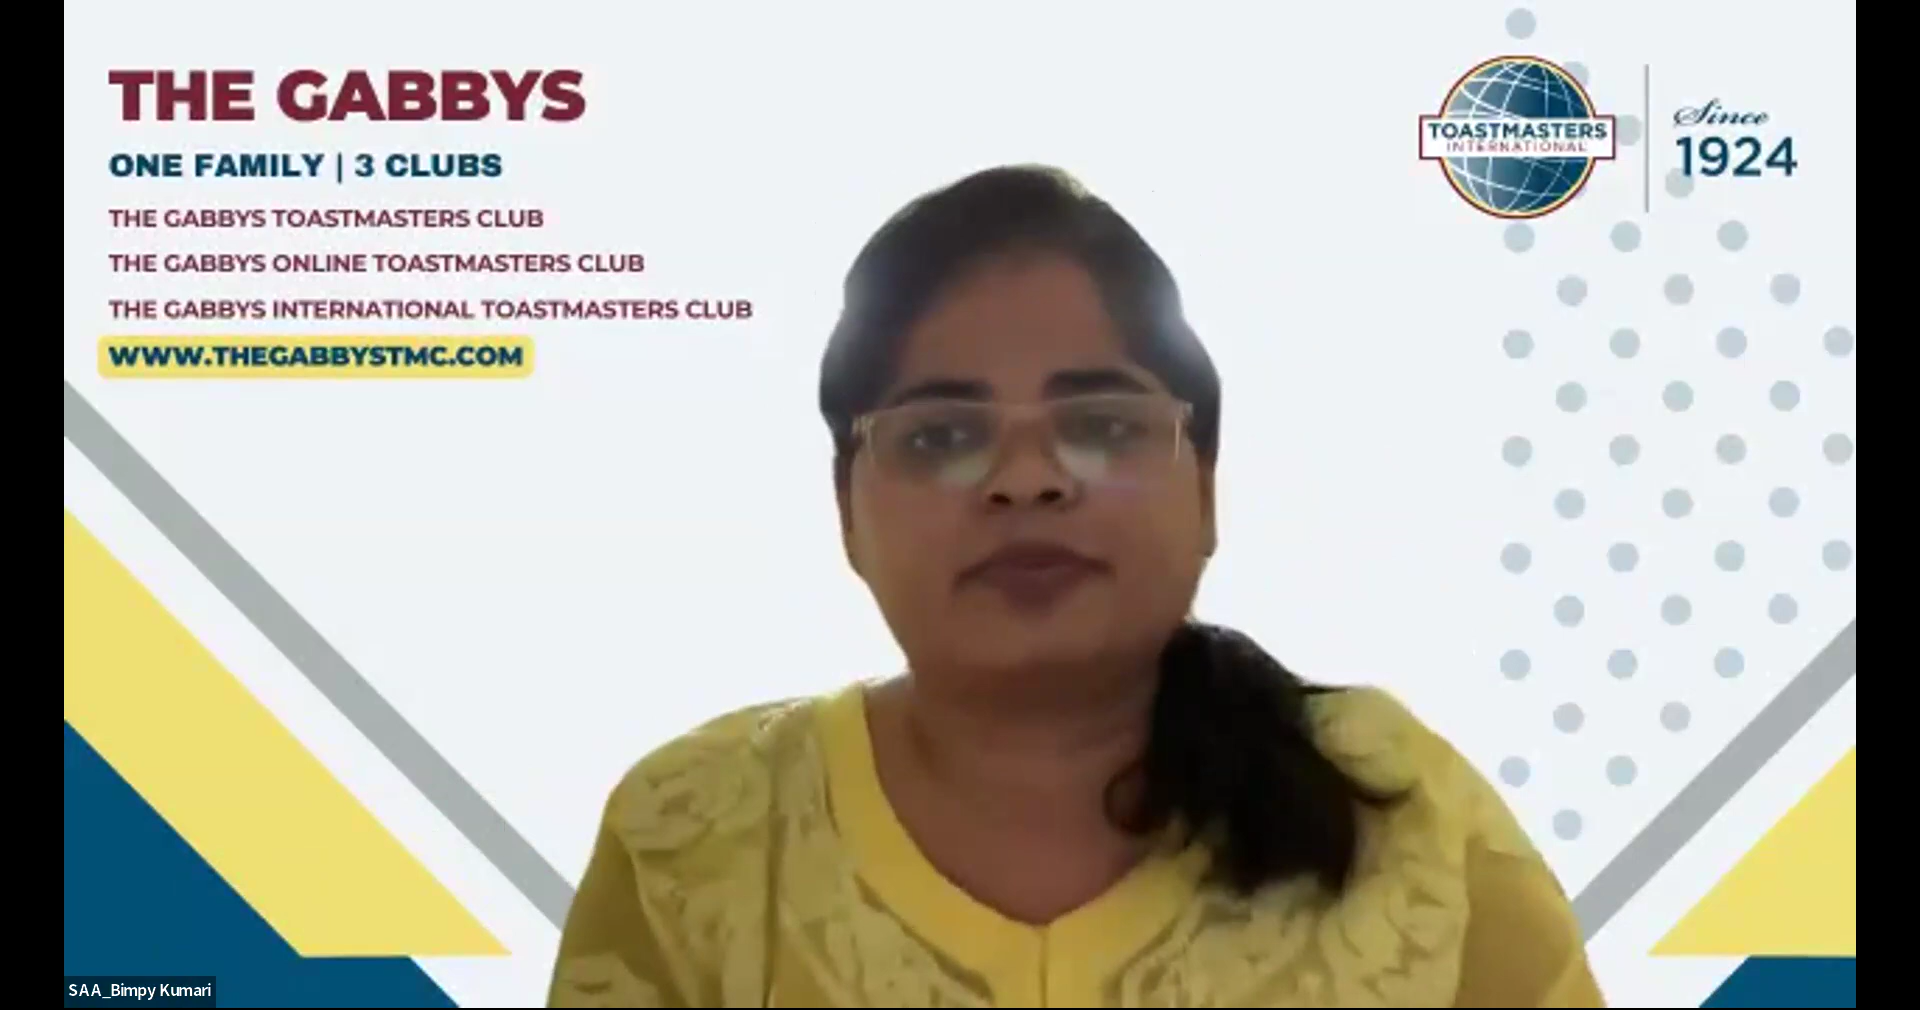 THE GABBYS
ONE FAMILY | 3 CLUBS
THE GABBYS TOASTMASTERS CLUB
THE GABBYS ONLINE TOASTMASTERS CLUB
THE GABBYS INTERNATIONAL TOASTMASTERS CLUB
WWW.THEGABBYSTMC.COM
TOASTMASTERS
INTERNATIONAL
Since
1924
SAA_Bimpy Kumari